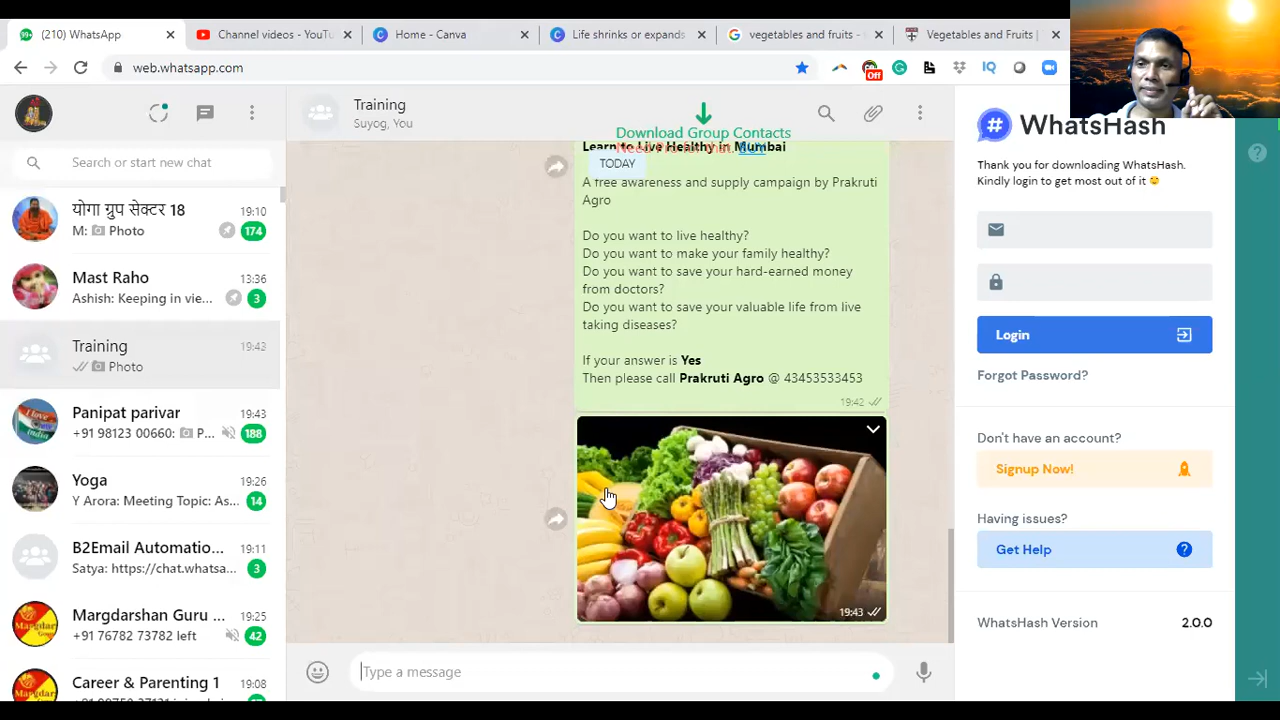 (210) WhatsApp
Channel videos - YouTu
Home - Canva
Life shrinks or expands
vegetables and fruits -
Vegetables and Fruits |
web.whatsapp.com
Off
Search or start new chat
योगा ग्रुप सेक्टर 18
19:10
M: Photo
174
Mast Raho
13:36
Ashish: Keeping in vie...
3
Training
19:43
Photo
Panipat parivar
19:43
+91 98123 00660: P...
188
Yoga
19:26
Y Arora: Meeting Topic: As...
14
B2Email Automatio...
19:11
Satya: https://chat.whatsa...
3
Margdarshan Guru ...
19:25
+91 76782 73782 left
42
Career & Parenting 1
19:08
Training
Suyog, You
Download Group Contacts
Need Pro for that. BUY
Learn to Live Healthy in Mumbai
TODAY
A free awareness and supply campaign by Prakruti
Agro
Do you want to live healthy?
Do you want to make your family healthy?
Do you want to save your hard-earned money
from doctors?
Do you want to save your valuable life from live
taking diseases?
If your answer is Yes
Then please call Prakruti Agro @ 43453533453
19:42
19:43
Type a message
# WhatsHash
Thank you for downloading WhatsHash.
Kindly login to get most out of it
Login
Forgot Password?
Don't have an account?
Signup Now!
Having issues?
Get Help
WhatsHash Version
2.0.0